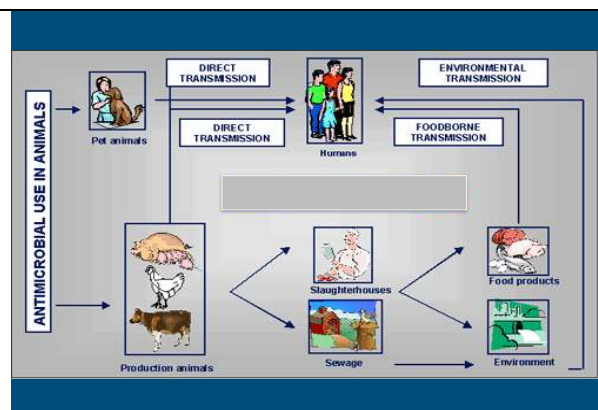 DIRECT
TRANSMISSION
ENVIRONMENTAL
TRANSMISSION
ANTIMICROBIAL USE IN ANIMALS
Pet animals
DIRECT
TRANSMISSION
Humans
FOODBORNE
TRANSMISSION
Slaughterhouses
Food products
Production animals
Sewage
Environment